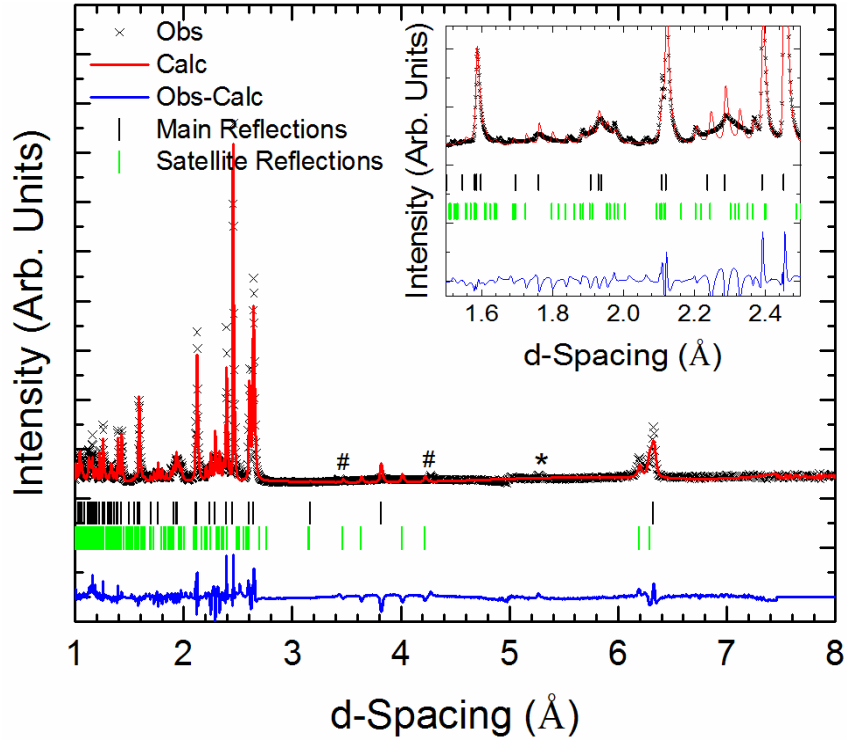 Obs
Calc
Obs-Calc
Main Reflections
Satellite Reflections
Intensity (Arb. Units)
Intensity (Arb. Units)
1.6 1.8 2.0 2.2 2.4
d-Spacing (Å)
# # *
1 2 3 4 5 6 7 8
d-Spacing (Å)